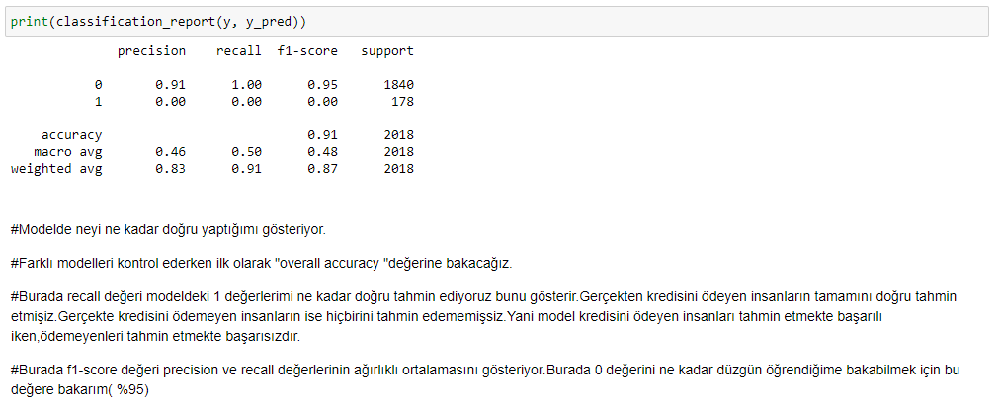 print(classification_report(y, y_pred))
precision recall f1-score support
0 0.91 1.00 0.95 1840
1 0.00 0.00 0.00 178
accuracy 0.91 2018
macro avg 0.46 0.50 0.48 2018
weighted avg 0.83 0.91 0.87 2018
#Modelde neyi ne kadar doğru yaptığımı gösteriyor.
#Farklı modelleri kontrol ederken ilk olarak "overall accuracy "değerine bakacağız.
#Burada recall değeri modeldeki 1 değerlerimi ne kadar doğru tahmin ediyoruz bunu gösterir.Gerçekten kredisini ödeyen insanların tamamını doğru tahmin
etmişiz.Gerçekte kredisini ödemeyen insanların ise hiçbirini tahmin edememişsiz.Yani model kredisini ödeyen insanları tahmin etmekte başarılı
iken,ödemeyenleri tahmin etmekte başarısızdır.
#Burada f1-score değeri precision ve recall değerlerinin ağırlıklı ortalamasını gösteriyor.Burada 0 değerini ne kadar düzgün öğrendiğime bakabilmek için bu
değere bakarım( %95)